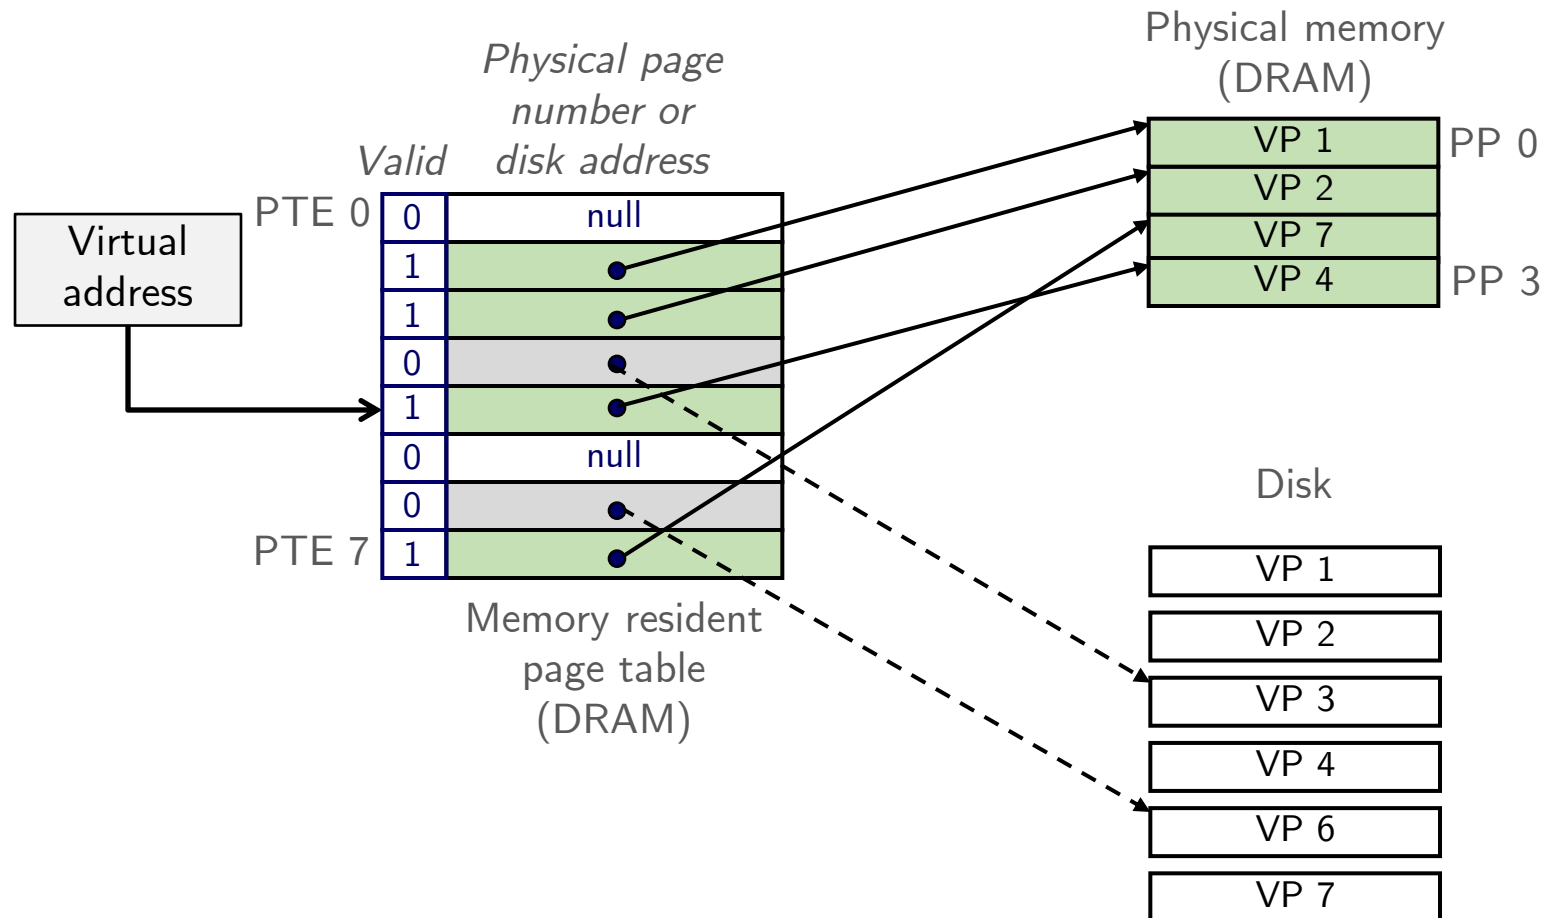 Physical memory
(DRAM)
Physical page
number or
disk address
Valid
VP 1 PP 0
VP 2
VP 7
VP 4 PP 3
Virtual
address
PTE 0 0 null
1
1
0
1
0 null
0
PTE 7 1
Memory resident
page table
(DRAM)
Disk
VP 1
VP 2
VP 3
VP 4
VP 6
VP 7